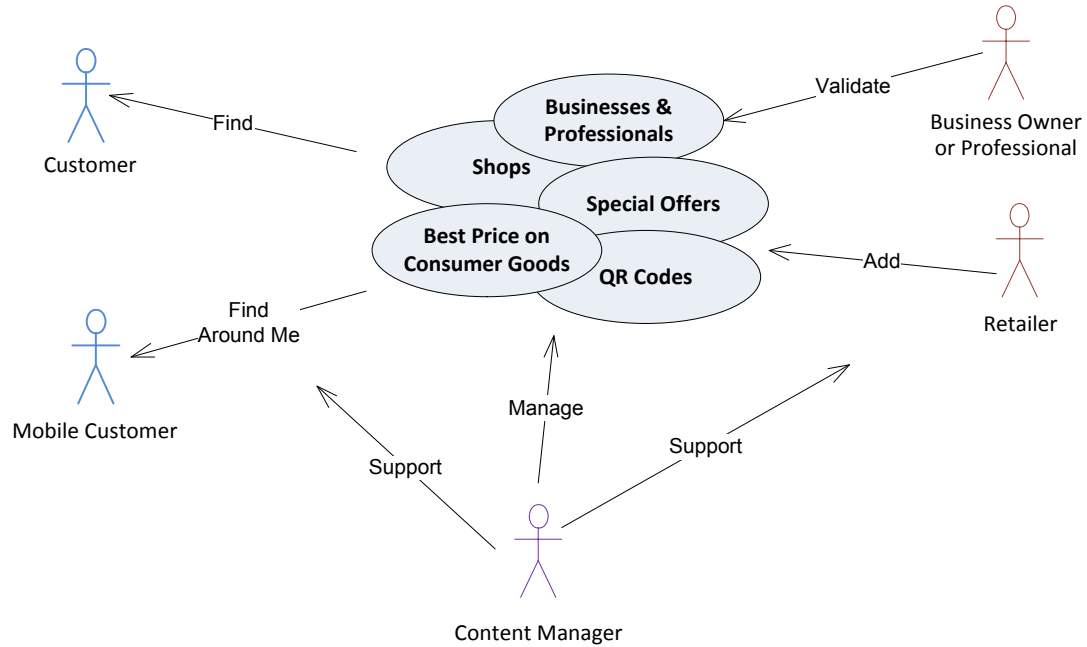 Customer
Find
Businesses &
Professionals
Shops
Special Offers
Best Price on
Consumer Goods
QR Codes
Validate
Business Owner
or Professional
Add
Retailer
Find
Around Me
Mobile Customer
Support
Manage
Support
Content Manager